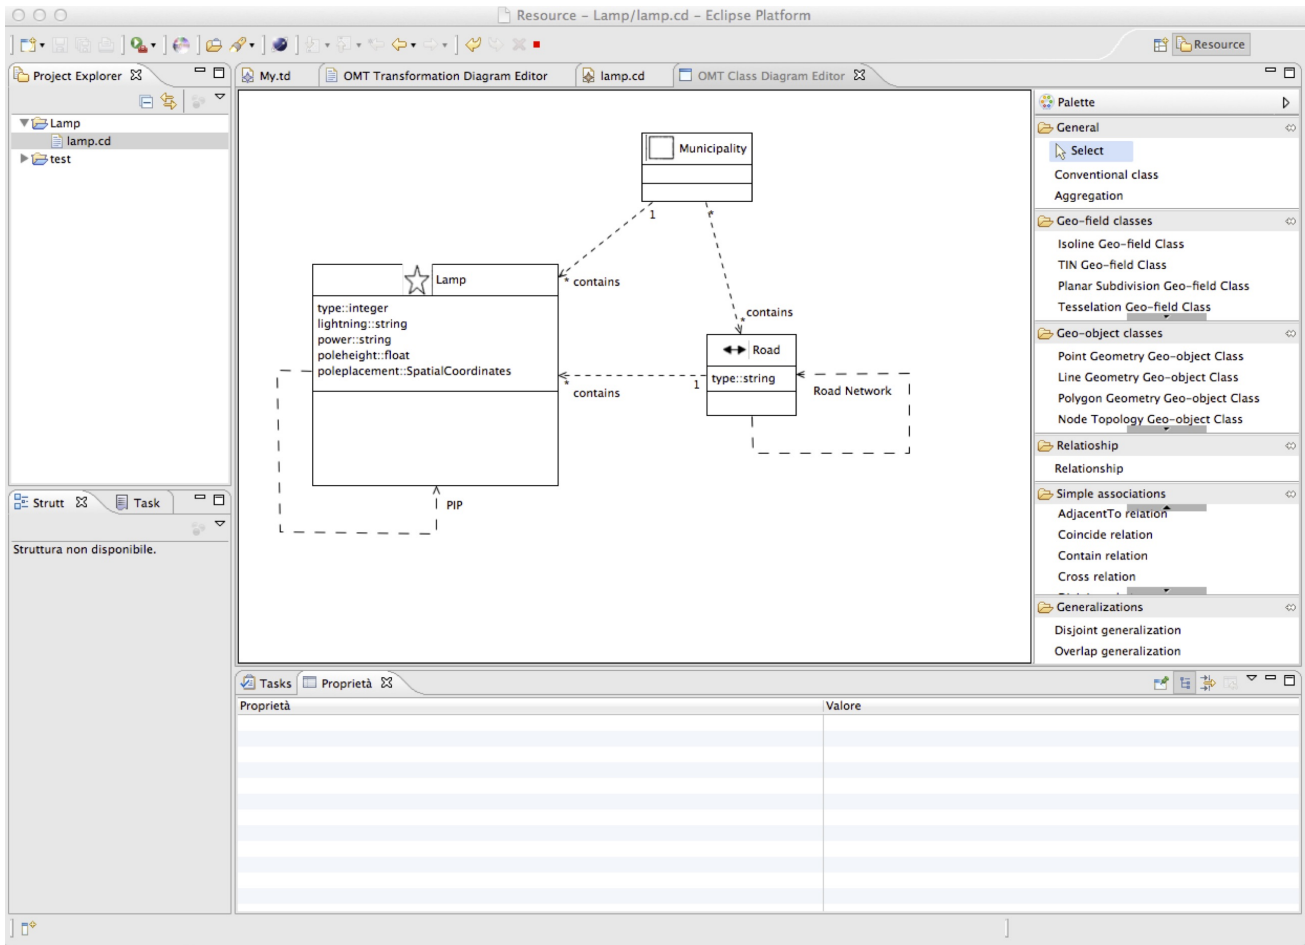 Resource – Lamp/lamp.cd – Eclipse Platform
Resource
Project Explorer
My.td
OMT Transformation Diagram Editor
lamp.cd
OMT Class Diagram Editor
Lamp
lamp.cd
test
Municipality
1
*
* contains
*
contains
Lamp
type::integer
lightning::string
power::string
poleheight::float
poleplacement::SpatialCoordinates
Road
type::string
1
*
contains
Road Network
PIP
Palette
General
Select
Conventional class
Aggregation
Geo-field classes
Isoline Geo-field Class
TIN Geo-field Class
Planar Subdivision Geo-field Class
Tesselation Geo-field Class
Geo-object classes
Point Geometry Geo-object Class
Line Geometry Geo-object Class
Polygon Geometry Geo-object Class
Node Topology Geo-object Class
Relatioship
Relationship
Simple associations
AdjacentTo relation
Coincide relation
Contain relation
Cross relation
Generalizations
Disjoint generalization
Overlap generalization
Strutt
Task
Struttura non disponibile.
Tasks
Proprietà
Proprietà
Valore